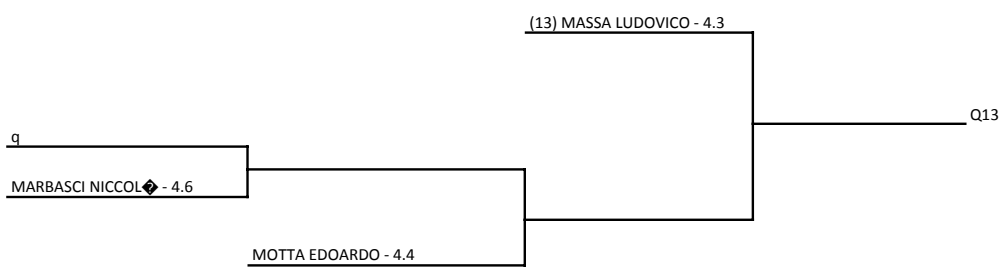 (13) MASSA LUDOVICO - 4.3
Q13
q
MARBASCI NICCOL� - 4.6
MOTTA EDOARDO - 4.4